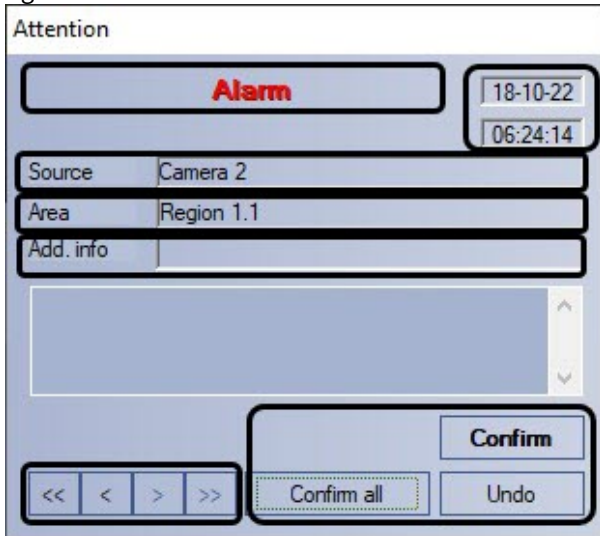 Attention
Alarm
18-10-22
06:24:14
Source Camera 2
Area Region 1.1
Add. info
Confirm
<< < > >> Confirm all Undo